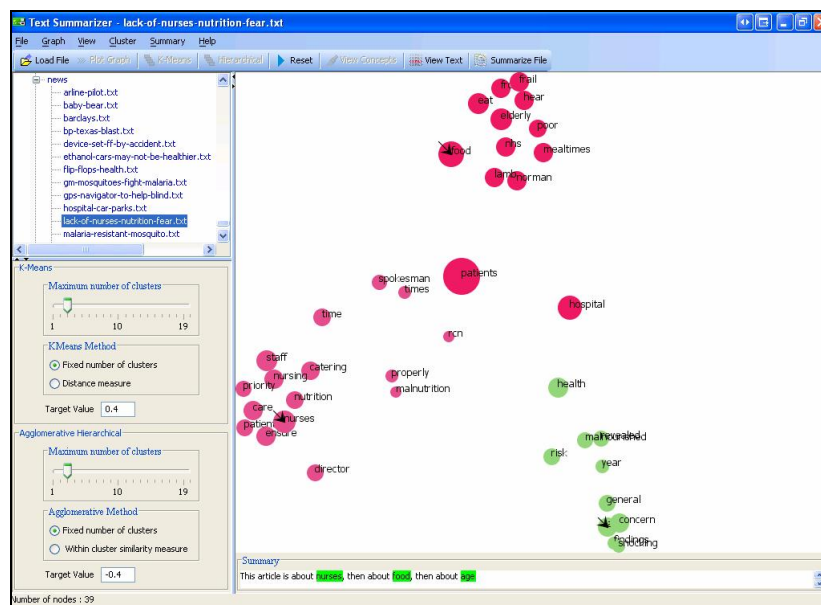 Text Summarizer - lack-of-nurses-nutrition-fear.txt
File Graph View Cluster Summary Help
Load File Plot Graph K-Means Hierarchical Reset View Concepts View Text Summarize File
news
arline-pilot.txt
baby-bear.txt
barclays.txt
bp-texas-blast.txt
device-set-ff-by-accident.txt
ethanol-cars-may-not-be-healthier.txt
flip-flops-health.txt
gm-mosquitoes-fight-malaria.txt
gps-navigator-to-help-blind.txt
hospital-car-parks.txt
lack-of-nurses-nutrition-fear.txt
malaria-resistant-mosquito.txt
K-Means
Maximum number of clusters
1 10 19
KMeans Method
Fixed number of clusters
Distance measure
Target Value 0.4
Agglomerative Hierarchical
Maximum number of clusters
1 10 19
Agglomerative Method
Fixed number of clusters
Within cluster similarity measure
Target Value -0.4
frail
eat
hear
elderly
poor
food
nhs
mealtimes
lamb
norman
patients
spokesman
times
hospital
time
rcn
staff
catering
nursing
properly
priority
malnutrition
nutrition
health
care
nurses
patient
ensure
revealed
malnourished
risk
year
director
general
concern
findings
shocking
Summary
This article is about nurses, then about food, then about age
Number of nodes : 39